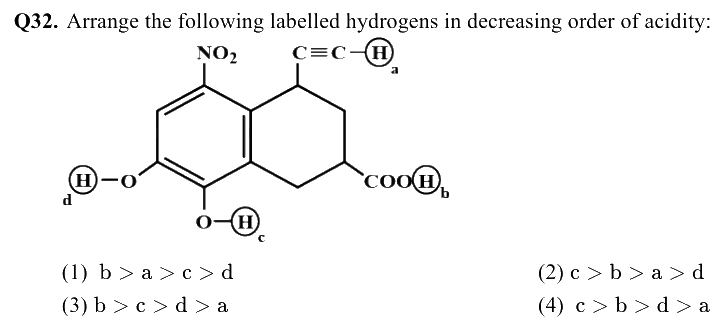 Q32. Arrange the following labelled hydrogens in decreasing order of acidity:
NO₂ C≡C–H
a
H–O COOH
d b
O–H
c
(1) b > a > c > d (2) c > b > a > d
(3) b > c > d > a (4) c > b > d > a